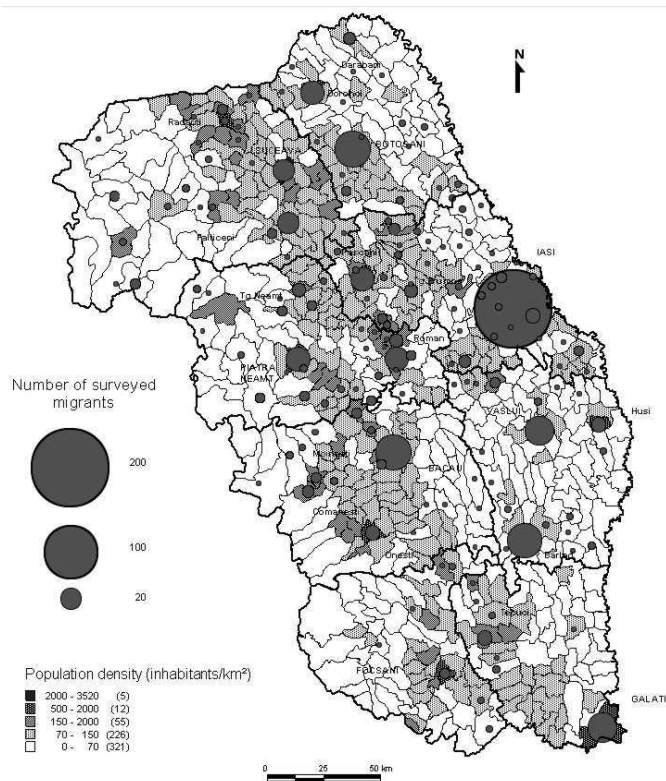 N
Darabani
Dorohoi
Radauti
SUCEAVA
BOTOSANI
Falticeni
Pascani
IASI
Tg Neamt
Roman
PIATRA
NEAMT
Number of surveyed
migrants
200
100
20
VASLUI
Husi
Moinesti
BACAU
Comanesti
Onesti
Barlad
Tecuci
FOCSANI
GALATI
Population density (inhabitants/km²)
2000 - 3520 (5)
500 - 2000 (12)
150 - 2000 (55)
70 - 150 (226)
0 - 70 (321)
0 25 50 km